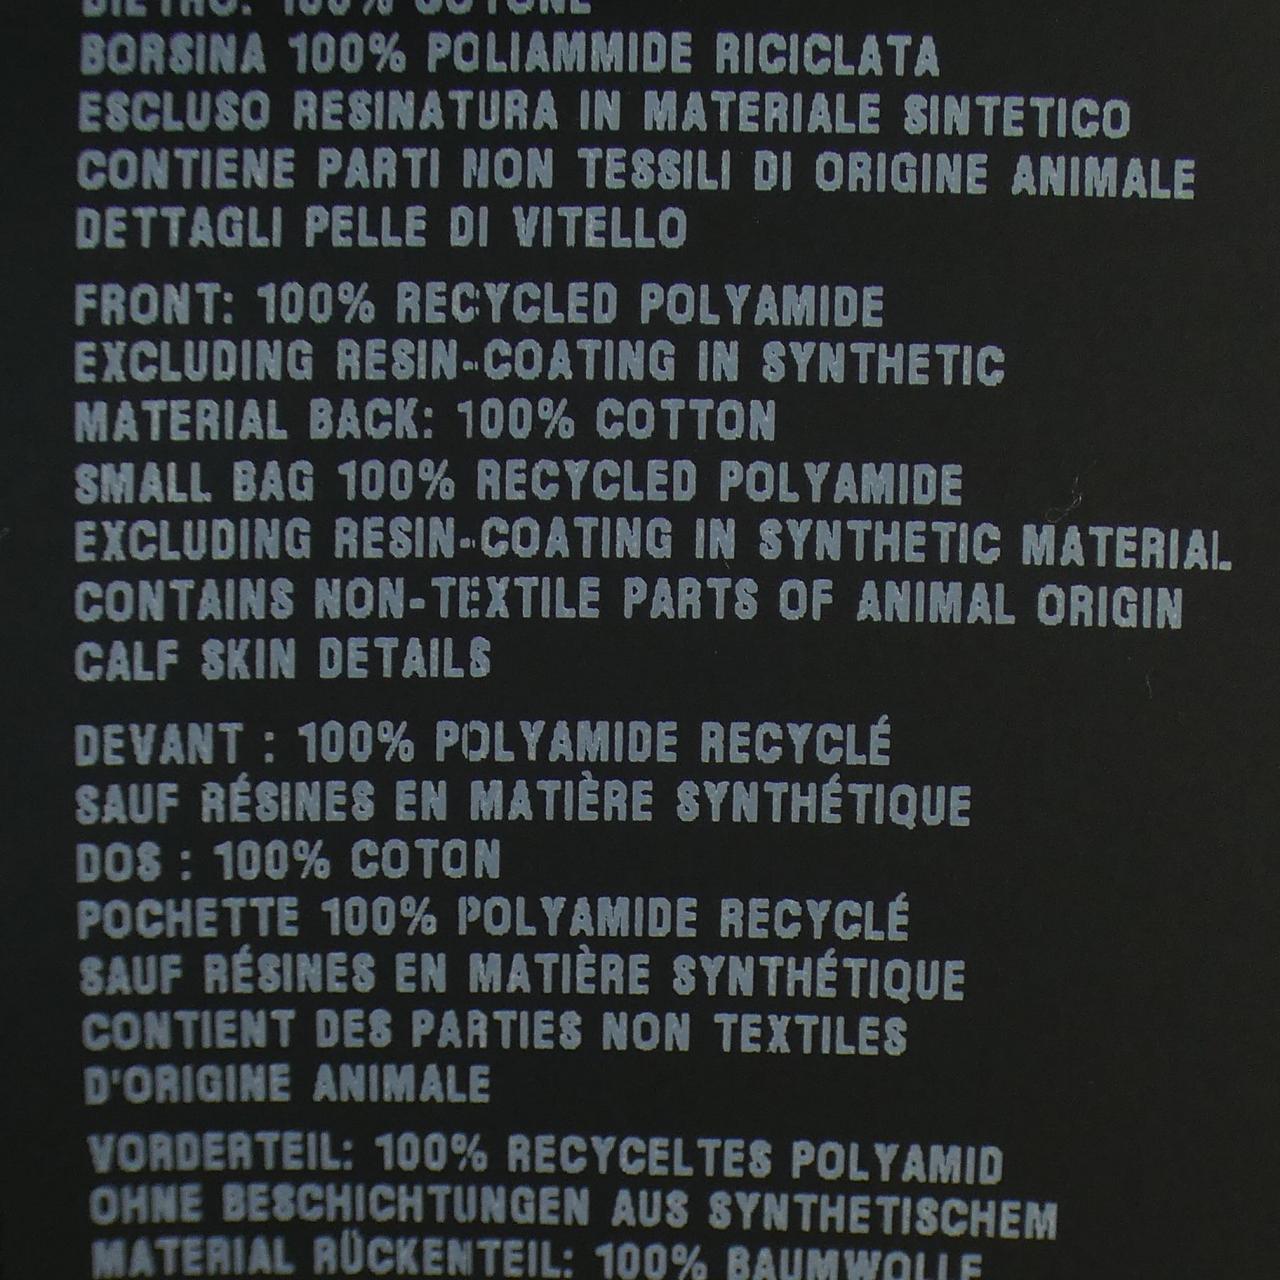 DIETRO: 100% COTONE
BORSINA 100% POLIAMMIDE RICICLATA
ESCLUSO RESINATURA IN MATERIALE SINTETICO
CONTIENE PARTI NON TESSILI DI ORIGINE ANIMALE
DETTAGLI PELLE DI VITELLO
FRONT: 100% RECYCLED POLYAMIDE
EXCLUDING RESIN-COATING IN SYNTHETIC
MATERIAL BACK: 100% COTTON
SMALL BAG 100% RECYCLED POLYAMIDE
EXCLUDING RESIN-COATING IN SYNTHETIC MATERIAL
CONTAINS NON-TEXTILE PARTS OF ANIMAL ORIGIN
CALF SKIN DETAILS
DEVANT : 100% POLYAMIDE RECYCLÉ
SAUF RÉSINES EN MATIÈRE SYNTHÉTIQUE
DOS : 100% COTON
POCHETTE 100% POLYAMIDE RECYCLÉ
SAUF RÉSINES EN MATIÈRE SYNTHÉTIQUE
CONTIENT DES PARTIES NON TEXTILES
D'ORIGINE ANIMALE
VORDERTEIL: 100% RECYCELTES POLYAMID
OHNE BESCHICHTUNGEN AUS SYNTHETISCHEM
MATERIAL RÜCKENTEIL: 100% BAUMWOLLE